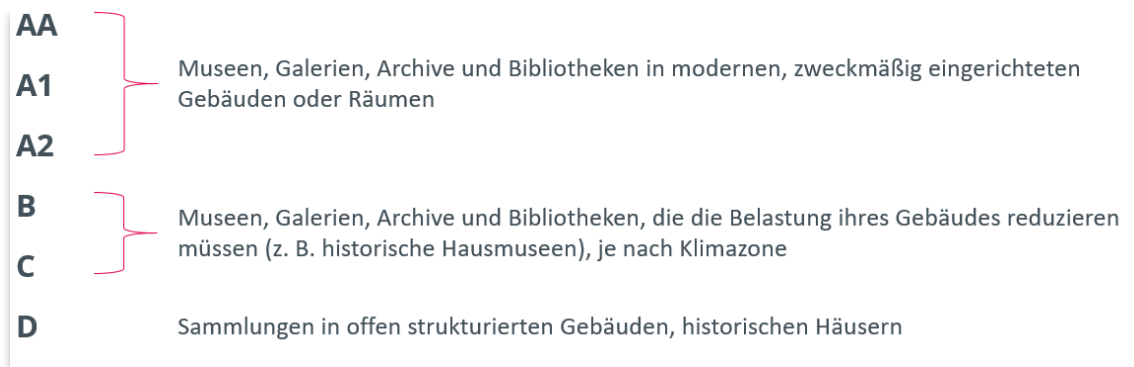 AA
A1
A2
Museen, Galerien, Archive und Bibliotheken in modernen, zweckmäßig eingerichteten
Gebäuden oder Räumen
B
C
Museen, Galerien, Archive und Bibliotheken, die die Belastung ihres Gebäudes reduzieren
müssen (z. B. historische Hausmuseen), je nach Klimazone
D
Sammlungen in offen strukturierten Gebäuden, historischen Häusern